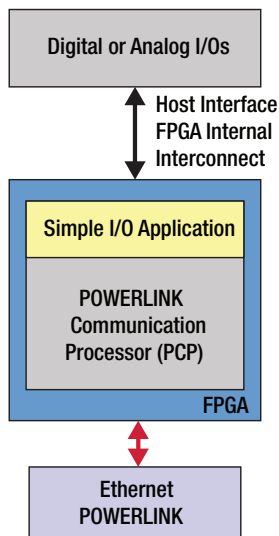 Digital or Analog I/Os
Host Interface
FPGA Internal
Interconnect
Simple I/O Application
POWERLINK
Communication
Processor (PCP)
FPGA
Ethernet
POWERLINK